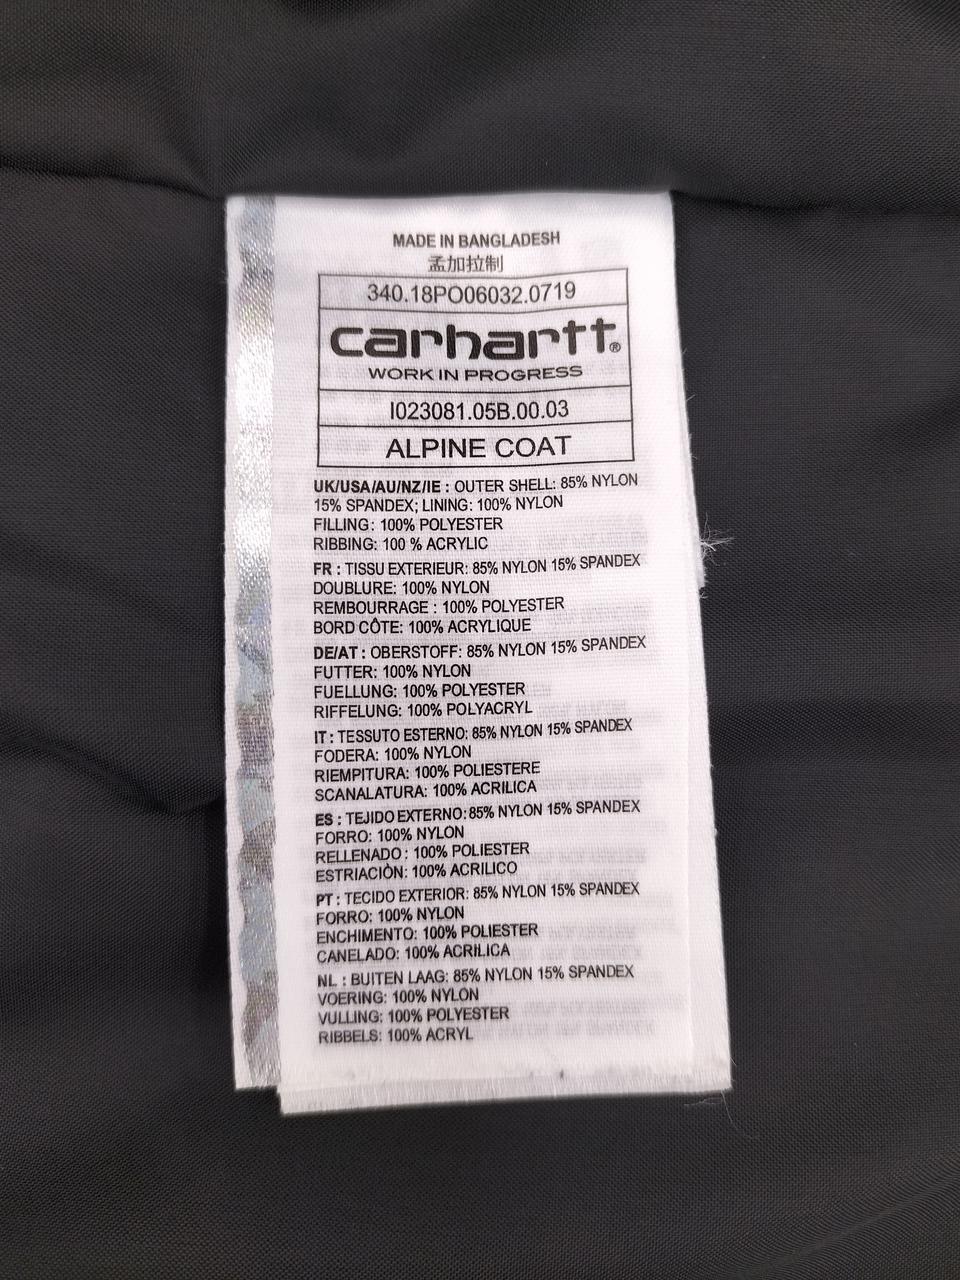 MADE IN BANGLADESH
孟加拉制
340.18PO06032.0719
carhartt®
WORK IN PROGRESS
I023081.05B.00.03
ALPINE COAT
UK/USA/AU/NZ/IE : OUTER SHELL: 85% NYLON
15% SPANDEX; LINING: 100% NYLON
FILLING: 100% POLYESTER
RIBBING: 100 % ACRYLIC
FR : TISSU EXTERIEUR: 85% NYLON 15% SPANDEX
DOUBLURE: 100% NYLON
REMBOURRAGE : 100% POLYESTER
BORD CÔTE: 100% ACRYLIQUE
DE/AT : OBERSTOFF: 85% NYLON 15% SPANDEX
FUTTER: 100% NYLON
FUELLUNG: 100% POLYESTER
RIFFELUNG: 100% POLYACRYL
IT : TESSUTO ESTERNO: 85% NYLON 15% SPANDEX
FODERA: 100% NYLON
RIEMPITURA: 100% POLIESTERE
SCANALATURA: 100% ACRILICA
ES : TEJIDO EXTERNO: 85% NYLON 15% SPANDEX
FORRO: 100% NYLON
RELLENADO : 100% POLIESTER
ESTRIACIÒN: 100% ACRILICO
PT : TECIDO EXTERIOR: 85% NYLON 15% SPANDEX
FORRO: 100% NYLON
ENCHIMENTO: 100% POLIESTER
CANELADO: 100% ACRILICA
NL : BUITEN LAAG: 85% NYLON 15% SPANDEX
VOERING: 100% NYLON
VULLING: 100% POLYESTER
RIBBELS: 100% ACRYL